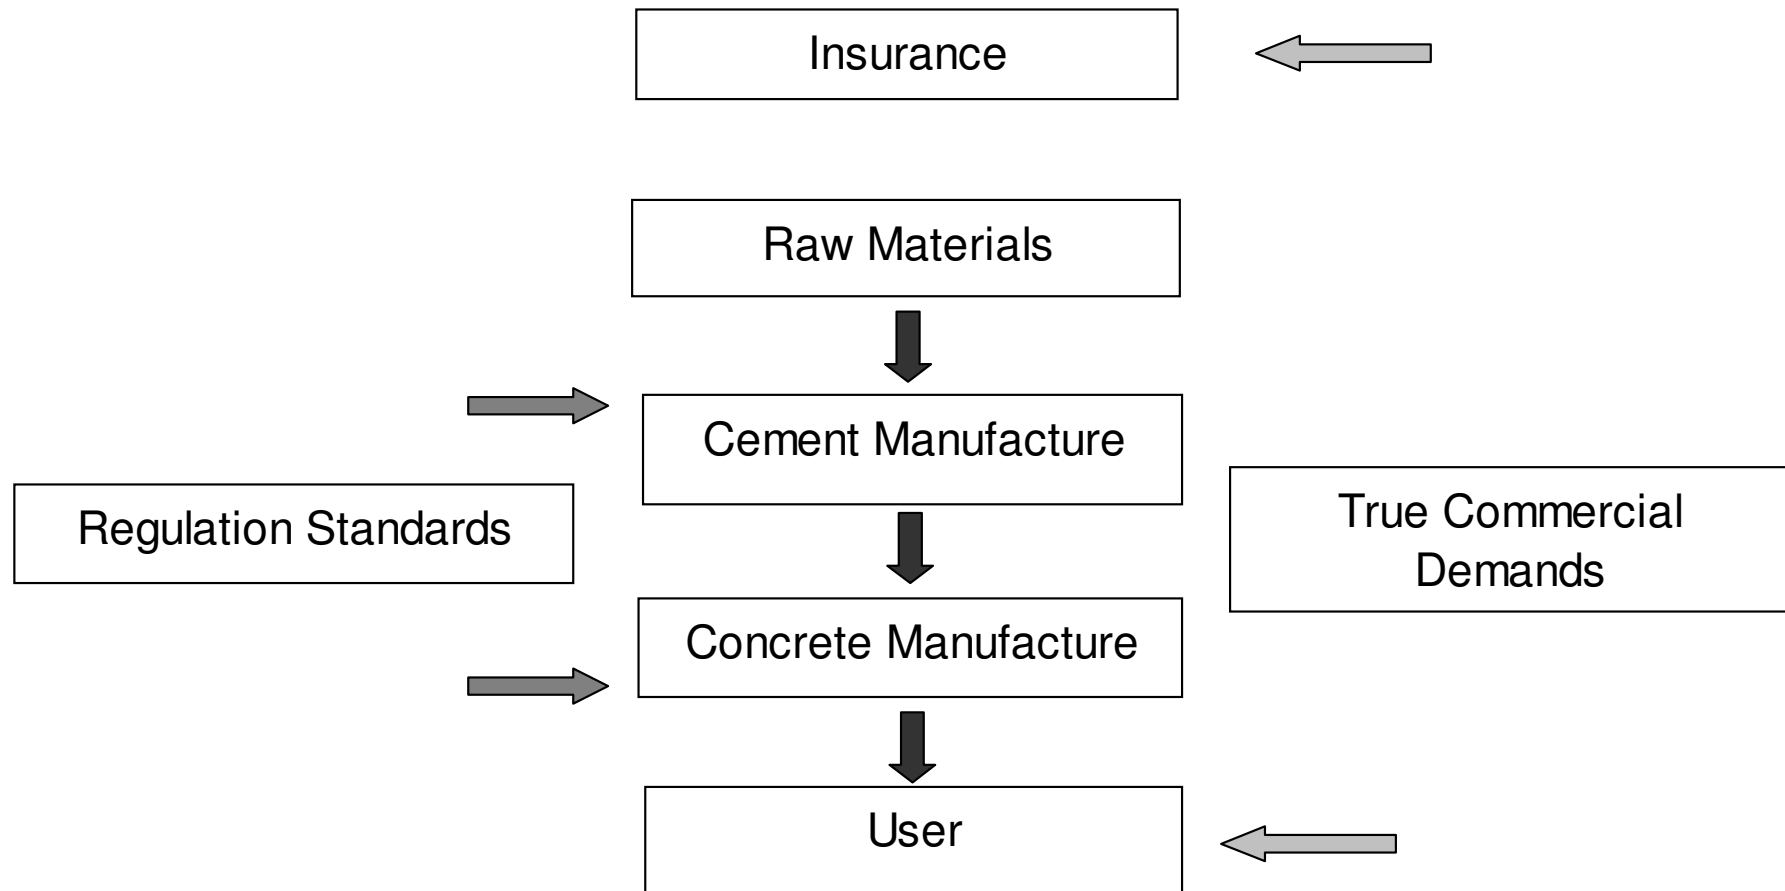 Insurance
Raw Materials
Cement Manufacture
Regulation Standards
True Commercial
Demands
Concrete Manufacture
User